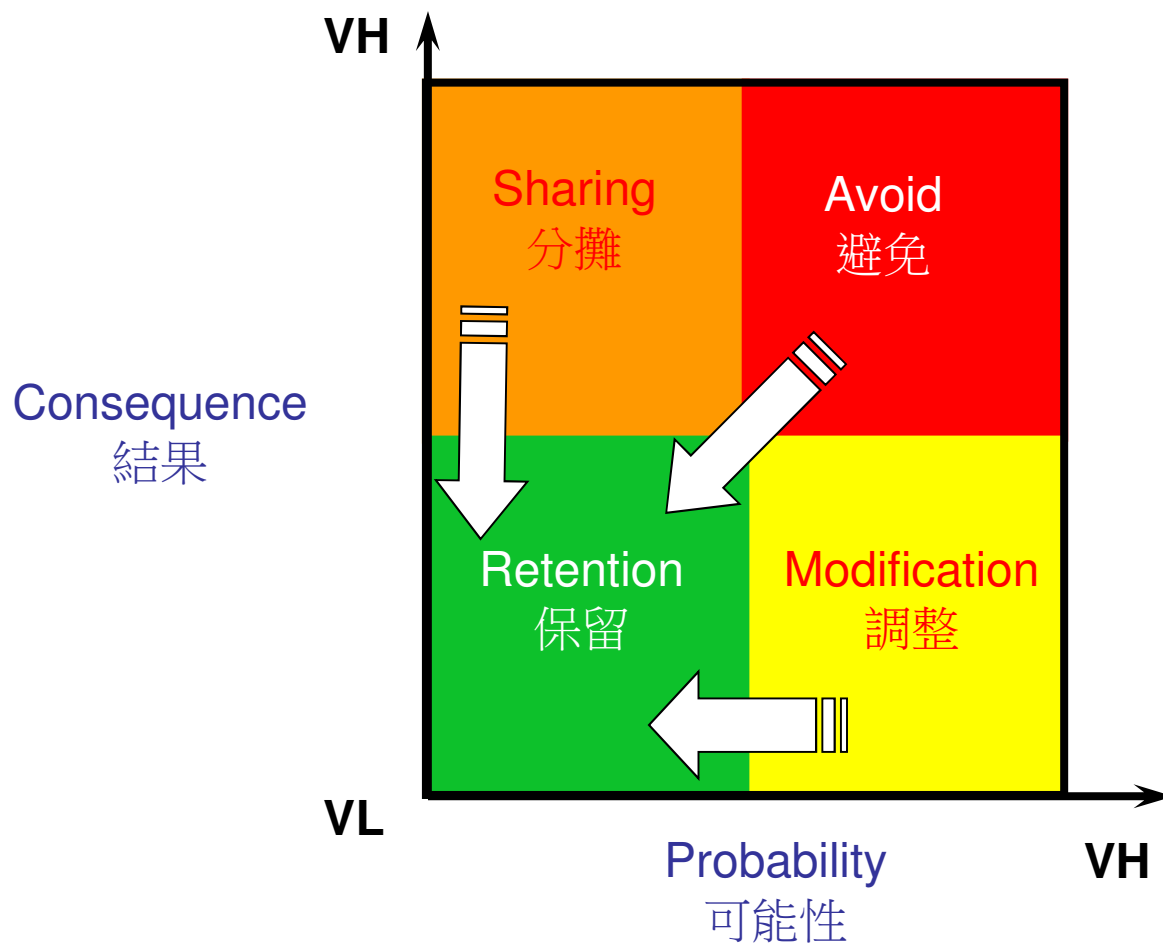 VH
Sharing
分攤
Avoid
避免
Consequence
結果
Retention
保留
Modification
調整
VL
Probability
可能性
VH